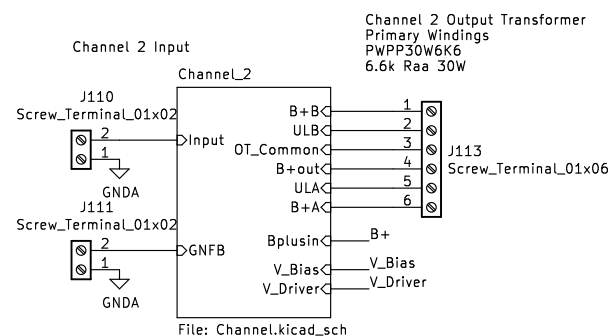 Channel 2 Output Transformer
Primary Windings
PWPP30W6K6
6.6k Raa 30W
Channel 2 Input
Channel_2
J110
Screw_Terminal_01x02
2
1
GNDA
Input
J111
Screw_Terminal_01x02
2
1
GNDA
GNFB
B+B
1
ULB
2
OT_Common
3
B+out
4
ULA
5
B+A
6
J113
Screw_Terminal_01x06
Bplusin
B+
V_Bias
V_Bias
V_Driver
V_Driver
File: Channel.kicad_sch